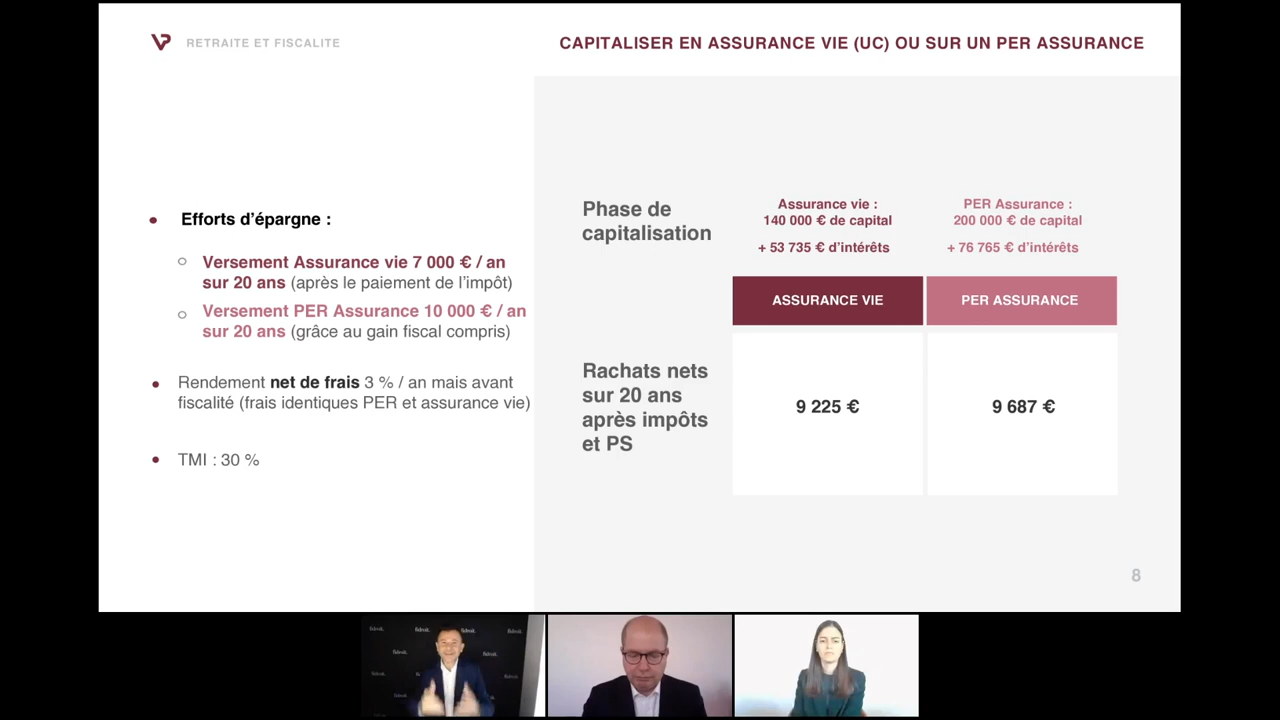 RETRAITE ET FISCALITE
CAPITALISER EN ASSURANCE VIE (UC) OU SUR UN PER ASSURANCE
Efforts d'épargne :
Versement Assurance vie 7 000 € / an
sur 20 ans (après le paiement de l'impôt)
Versement PER Assurance 10 000 € / an
sur 20 ans (grâce au gain fiscal compris)
Rendement net de frais 3 % / an mais avant
fiscalité (frais identiques PER et assurance vie)
TMI : 30 %
Phase de
capitalisation
Assurance vie :
140 000 € de capital
+ 53 735 € d'intérêts
PER Assurance :
200 000 € de capital
+ 76 765 € d'intérêts
ASSURANCE VIE
PER ASSURANCE
Rachats nets
sur 20 ans
après impôts
et PS
9 225 €
9 687 €
8